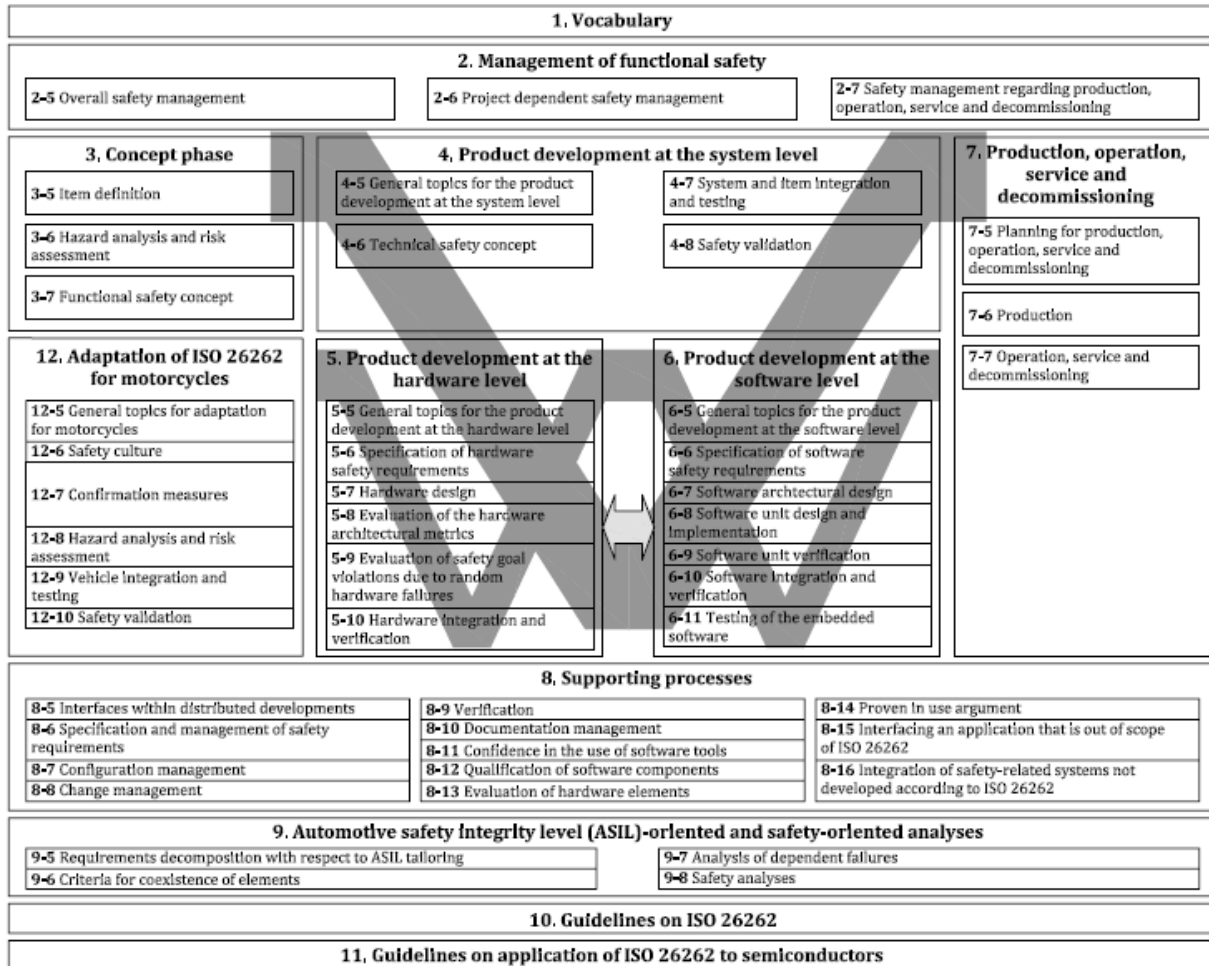 1. Vocabulary
2. Management of functional safety
2-5 Overall safety management
2-6 Project dependent safety management
2-7 Safety management regarding production,
operation, service and decommissioning
3. Concept phase
3-5 Item definition
3-6 Hazard analysis and risk
assessment
3-7 Functional safety concept
4. Product development at the system level
4-5 General topics for the product
development at the system level
4-6 Technical safety concept
4-7 System and item integration
and testing
4-8 Safety validation
7. Production, operation,
service and
decommissioning
7-5 Planning for production,
operation, service and
decommissioning
7-6 Production
7-7 Operation, service and
decommissioning
12. Adaptation of ISO 26262
for motorcycles
12-5 General topics for adaptation
for motorcycles
12-6 Safety culture
12-7 Confirmation measures
12-8 Hazard analysis and risk
assessment
12-9 Vehicle integration and
testing
12-10 Safety validation
5. Product development at the
hardware level
5-5 General topics for the product
development at the hardware level
5-6 Specification of hardware
safety requirements
5-7 Hardware design
5-8 Evaluation of the hardware
architectural metrics
5-9 Evaluation of safety goal
violations due to random
hardware failures
5-10 Hardware integration and
verification
6. Product development at the
software level
6-5 General topics for the product
development at the software level
6-6 Specification of software
safety requirements
6-7 Software archtectural design
6-8 Software unit design and
implementation
6-9 Software unit verification
6-10 Software integration and
verification
6-11 Testing of the embedded
software
8. Supporting processes
8-5 Interfaces within distributed developments
8-6 Specification and management of safety
requirements
8-7 Configuration management
8-8 Change management
8-9 Verification
8-10 Documentation management
8-11 Confidence in the use of software tools
8-12 Qualification of software components
8-13 Evaluation of hardware elements
8-14 Proven in use argument
8-15 Interfacing an application that is out of scope
of ISO 26262
8-16 Integration of safety-related systems not
developed according to ISO 26262
9. Automotive safety integrity level (ASIL)-oriented and safety-oriented analyses
9-5 Requirements decomposition with respect to ASIL tailoring
9-6 Criteria for coexistence of elements
9-7 Analysis of dependent failures
9-8 Safety analyses
10. Guidelines on ISO 26262
11. Guidelines on application of ISO 26262 to semiconductors